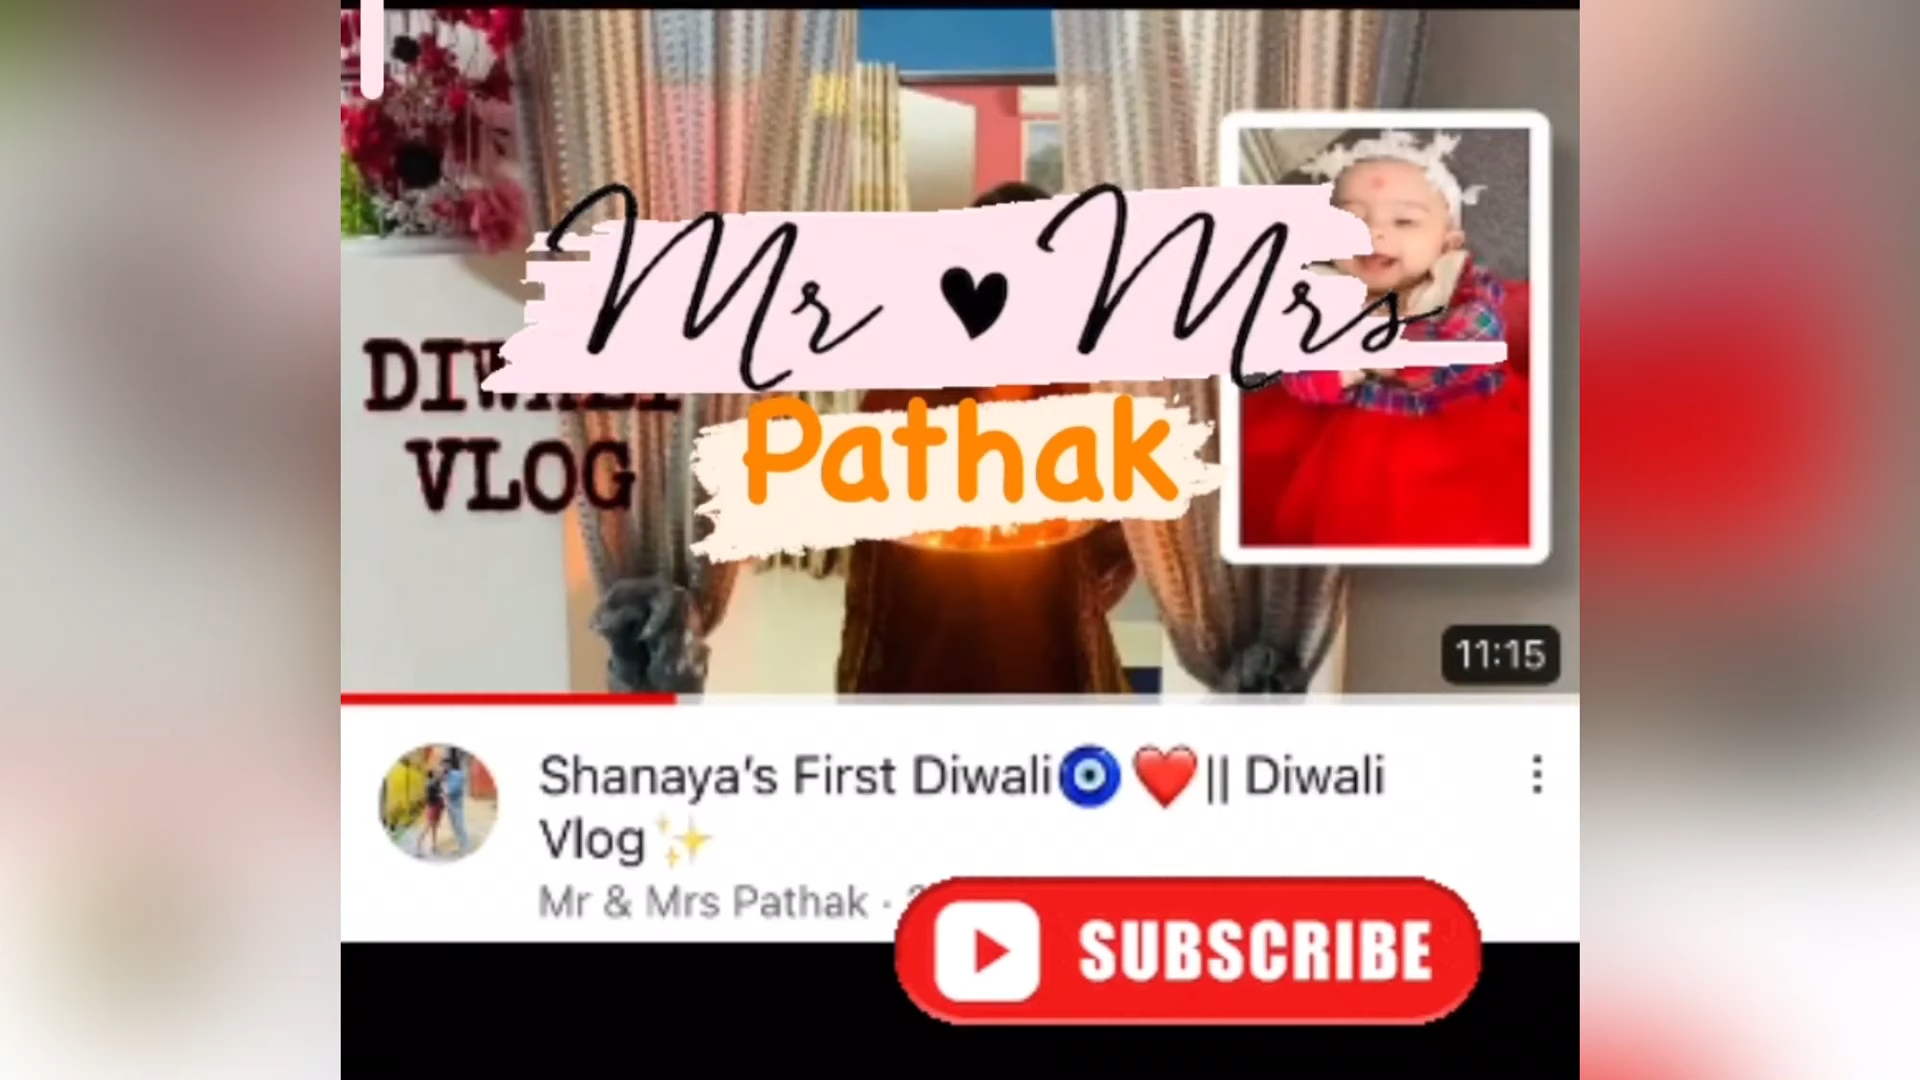 Mr ♥ Mrs
Pathak
DIWALI
VLOG
11:15
Shanaya's First Diwali🧿❤️|| Diwali
Vlog✨
Mr & Mrs Pathak ·
SUBSCRIBE